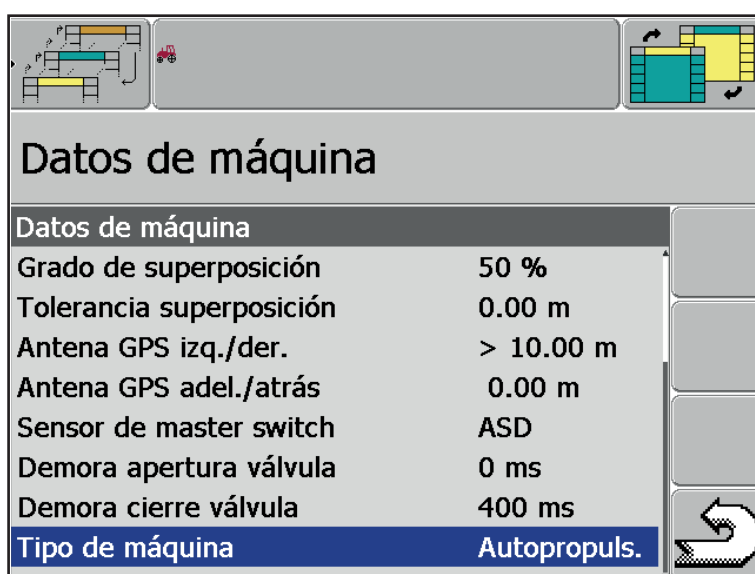 Datos de máquina
Datos de máquina
Grado de superposición 50 %
Tolerancia superposición 0.00 m
Antena GPS izq./der. > 10.00 m
Antena GPS adel./atrás 0.00 m
Sensor de master switch ASD
Demora apertura válvula 0 ms
Demora cierre válvula 400 ms
Tipo de máquina Autopropuls.